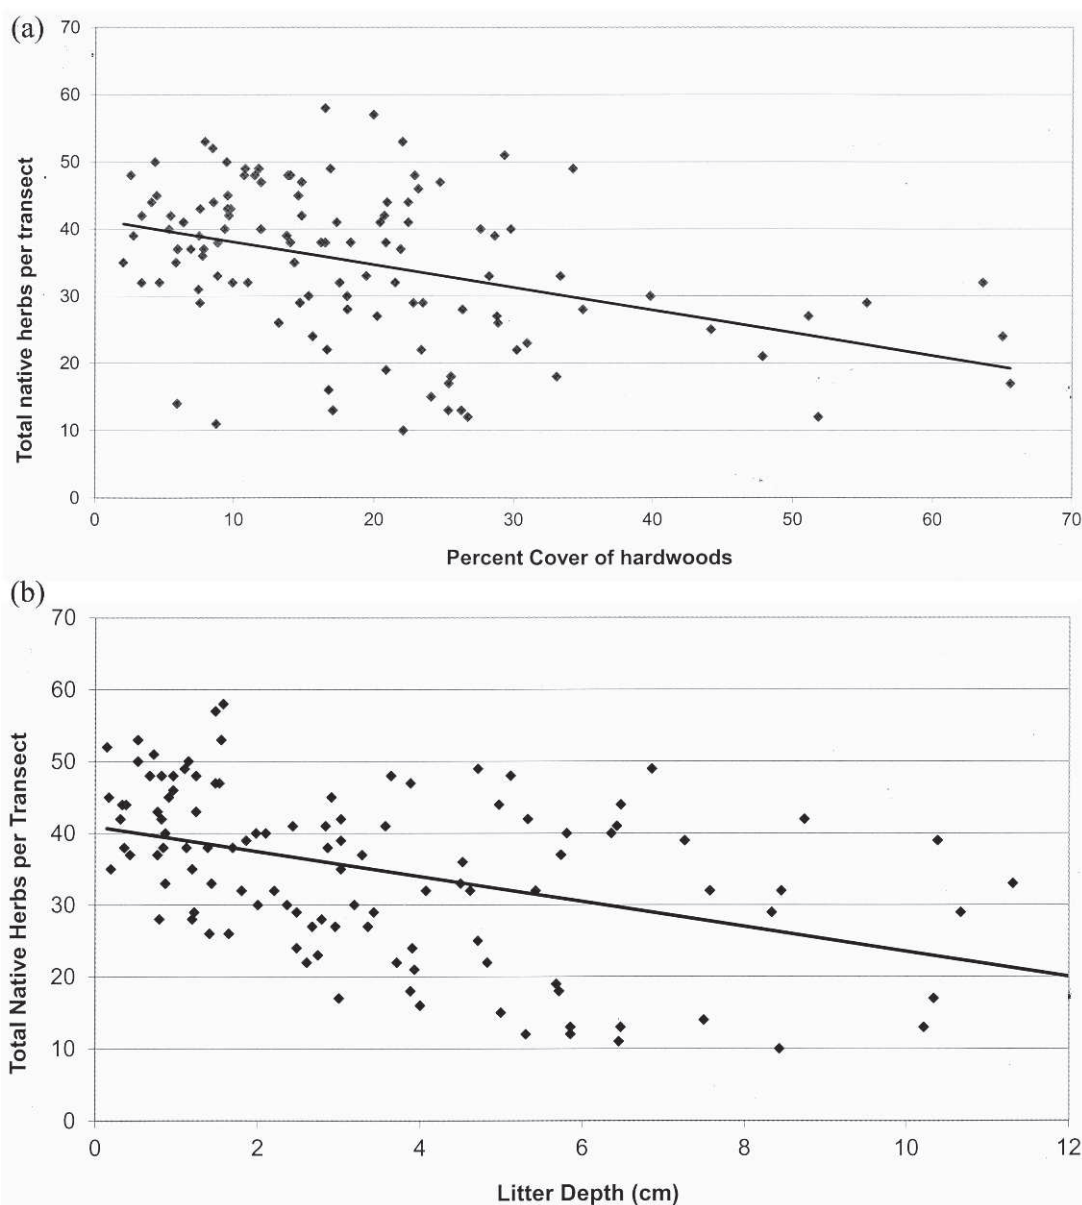 (a)
70
60
50
40
30
20
10
0
Total native herbs per transect
0 10 20 30 40 50 60 70
Percent Cover of hardwoods
(b)
70
60
50
40
30
20
10
0
Total Native Herbs per Transect
0 2 4 6 8 10 12
Litter Depth (cm)